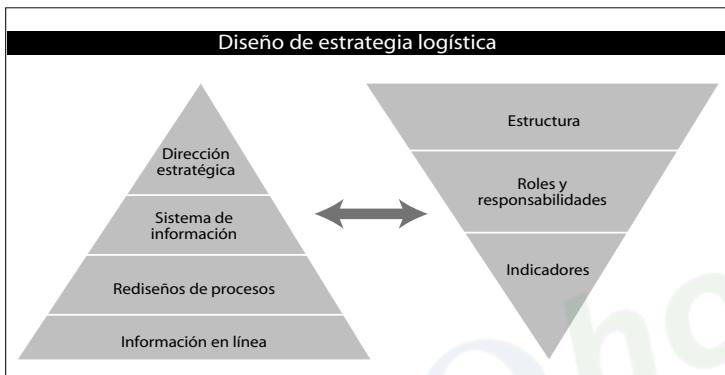 Diseño de estrategia logística
Dirección
estratégica
Sistema de
información
Rediseños de procesos
Información en línea
Estructura
Roles y
responsabilidades
Indicadores